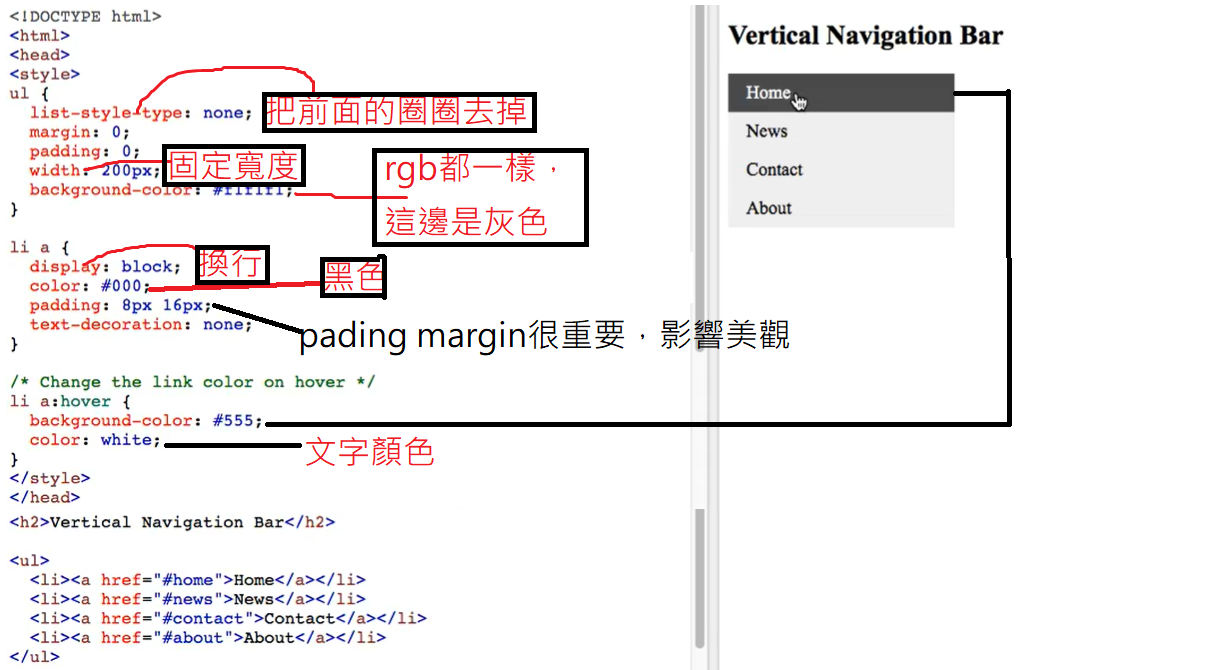 <!DOCTYPE html>
<html>
<head>
<style>
ul {
list-style-type: none;
把前面的圈圈去掉
margin: 0;
padding: 0;
width: 200px;
固定寬度
background-color: #f1f1f1;
rgb都一樣，
這邊是灰色
}
li a {
display: block;
換行
color: #000;
黑色
padding: 8px 16px;
text-decoration: none;
pading margin很重要，影響美觀
}
/* Change the link color on hover */
li a:hover {
background-color: #555;
color: white;
文字顏色
}
</style>
</head>
<h2>Vertical Navigation Bar</h2>
<ul>
<li><a href="#home">Home</a></li>
<li><a href="#news">News</a></li>
<li><a href="#contact">Contact</a></li>
<li><a href="#about">About</a></li>
</ul>
Vertical Navigation Bar
Home
News
Contact
About